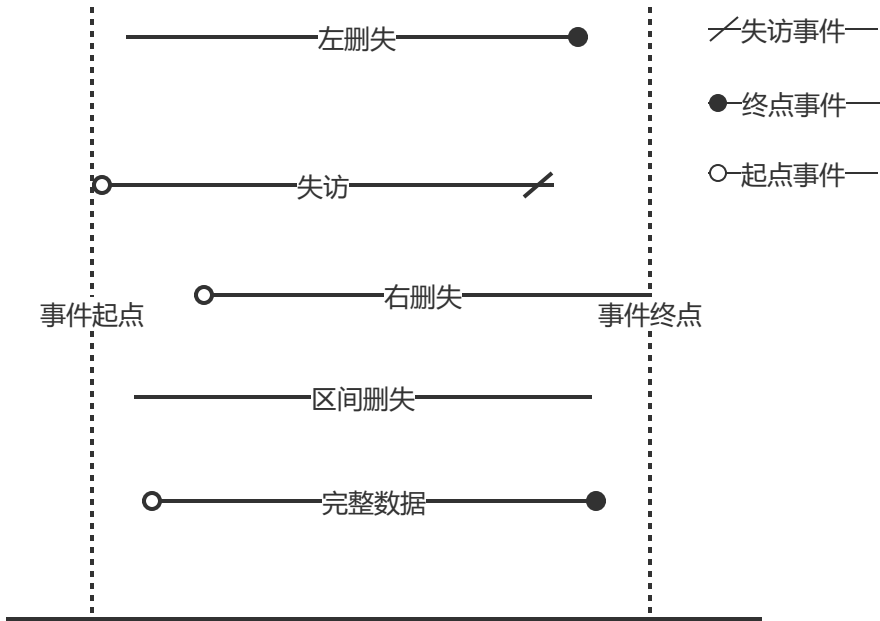 左删失
失访事件
终点事件
失访
起点事件
右删失
事件起点
事件终点
区间删失
完整数据